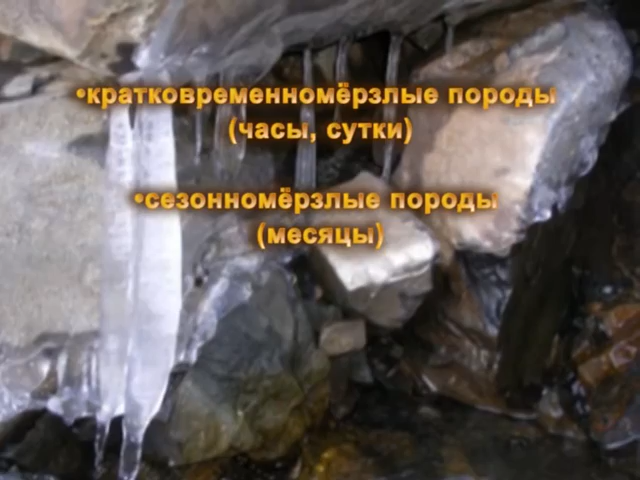 •кратковременномёрзлые породы
(часы, сутки)
•сезонномёрзлые породы
(месяцы)